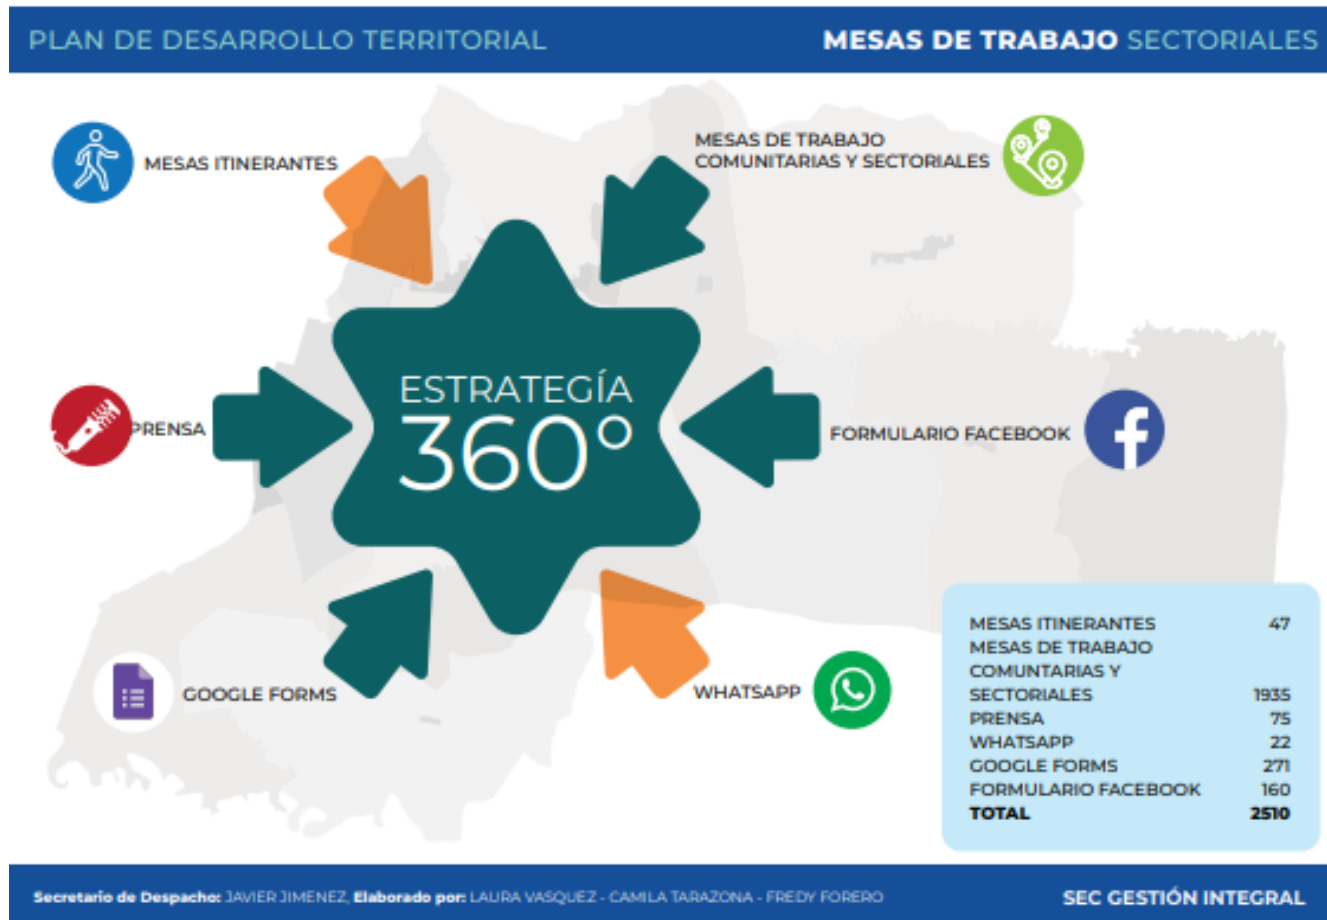 PLAN DE DESARROLLO TERRITORIAL
MESAS DE TRABAJO SECTORIALES
MESAS ITINERANTES
MESAS DE TRABAJO
COMUNITARIAS Y SECTORIALES
ESTRATEGÍA
360°
PRENSA
FORMULARIO FACEBOOK
GOOGLE FORMS
WHATSAPP
MESAS ITINERANTES 47
MESAS DE TRABAJO
COMUNTARIAS Y
SECTORIALES 1935
PRENSA 75
WHATSAPP 22
GOOGLE FORMS 271
FORMULARIO FACEBOOK 160
TOTAL 2510
Secretario de Despacho: JAVIER JIMENEZ, Elaborado por: LAURA VASQUEZ - CAMILA TARAZONA - FREDY FORERO
SEC GESTIÓN INTEGRAL